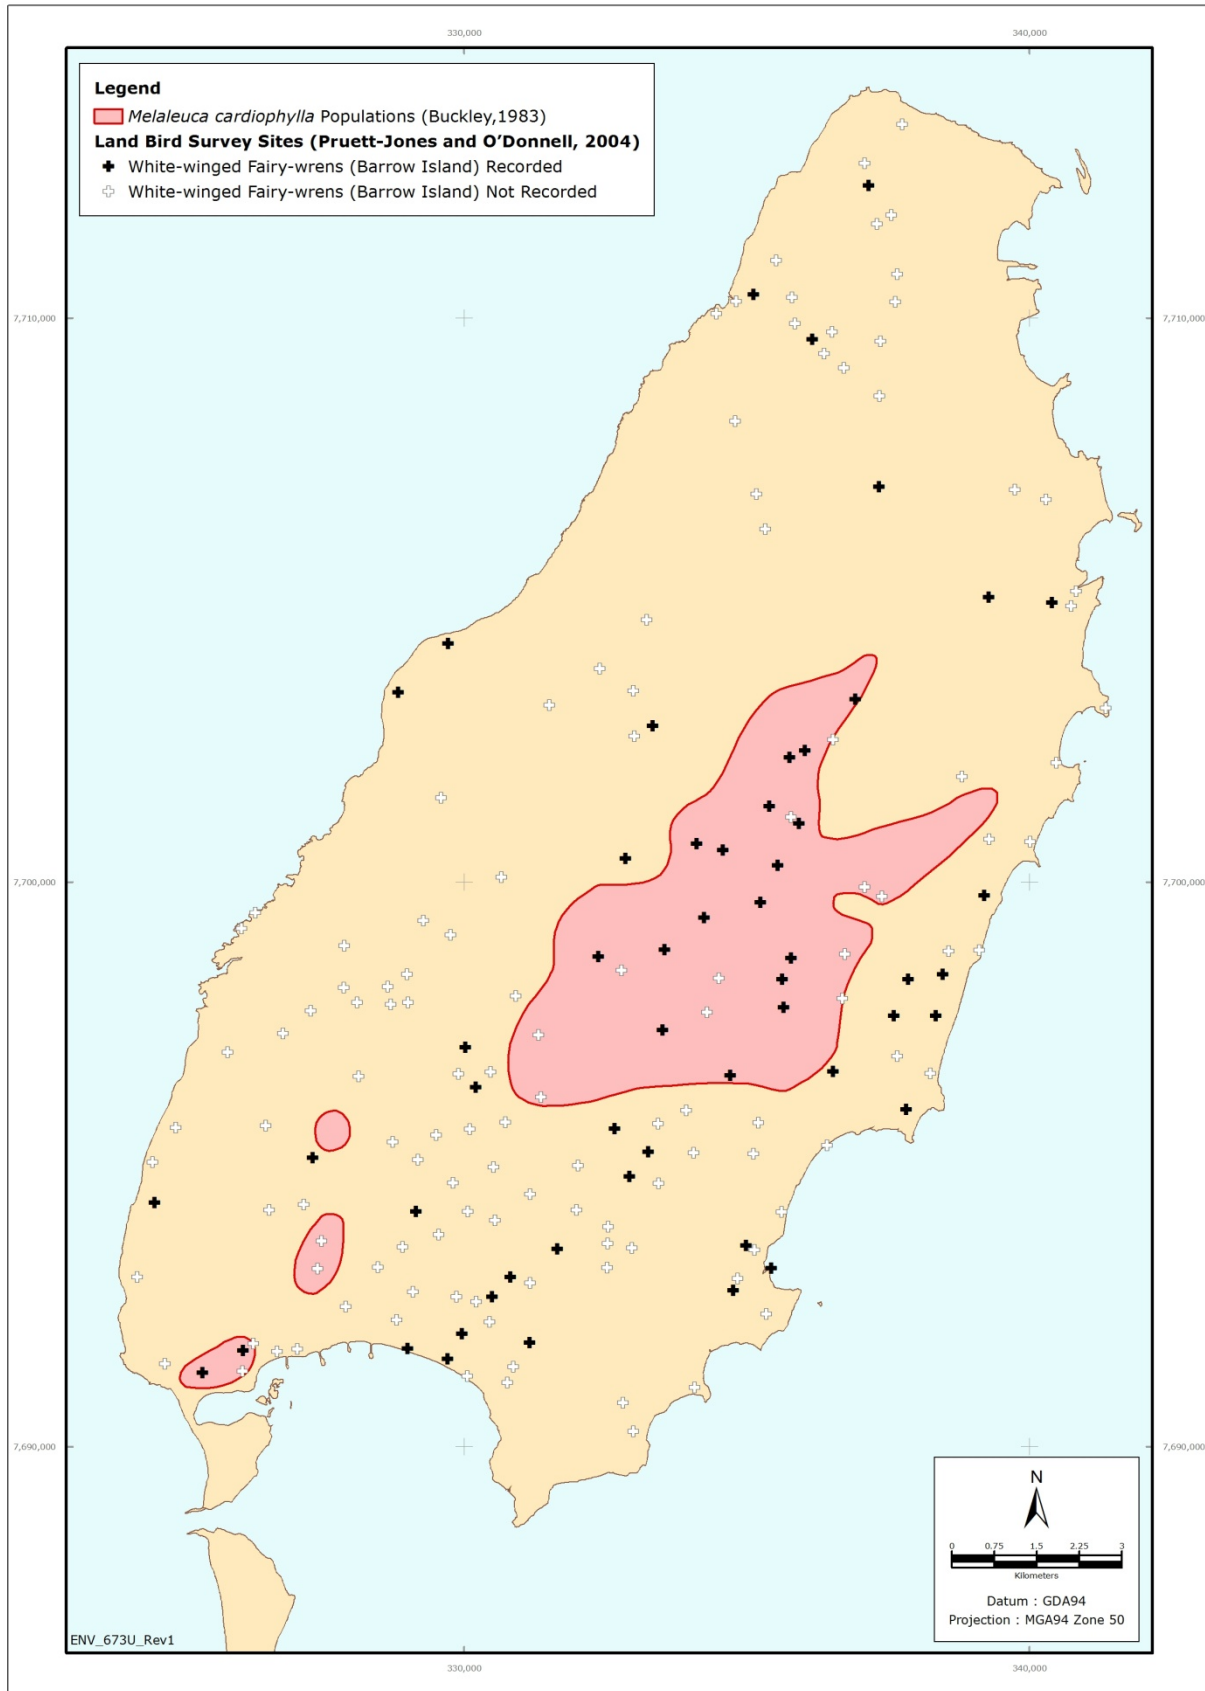 330,000
340,000
Legend
Melaleuca cardiophylla Populations (Buckley,1983)
Land Bird Survey Sites (Pruett-Jones and O’Donnell, 2004)
White-winged Fairy-wrens (Barrow Island) Recorded
White-winged Fairy-wrens (Barrow Island) Not Recorded
7,710,000
7,710,000
7,700,000
7,700,000
7,690,000
7,690,000
N
0 0.75 1.5 2.25 3
Kilometers
Datum : GDA94
Projection : MGA94 Zone 50
ENV_673U_Rev1
330,000
340,000